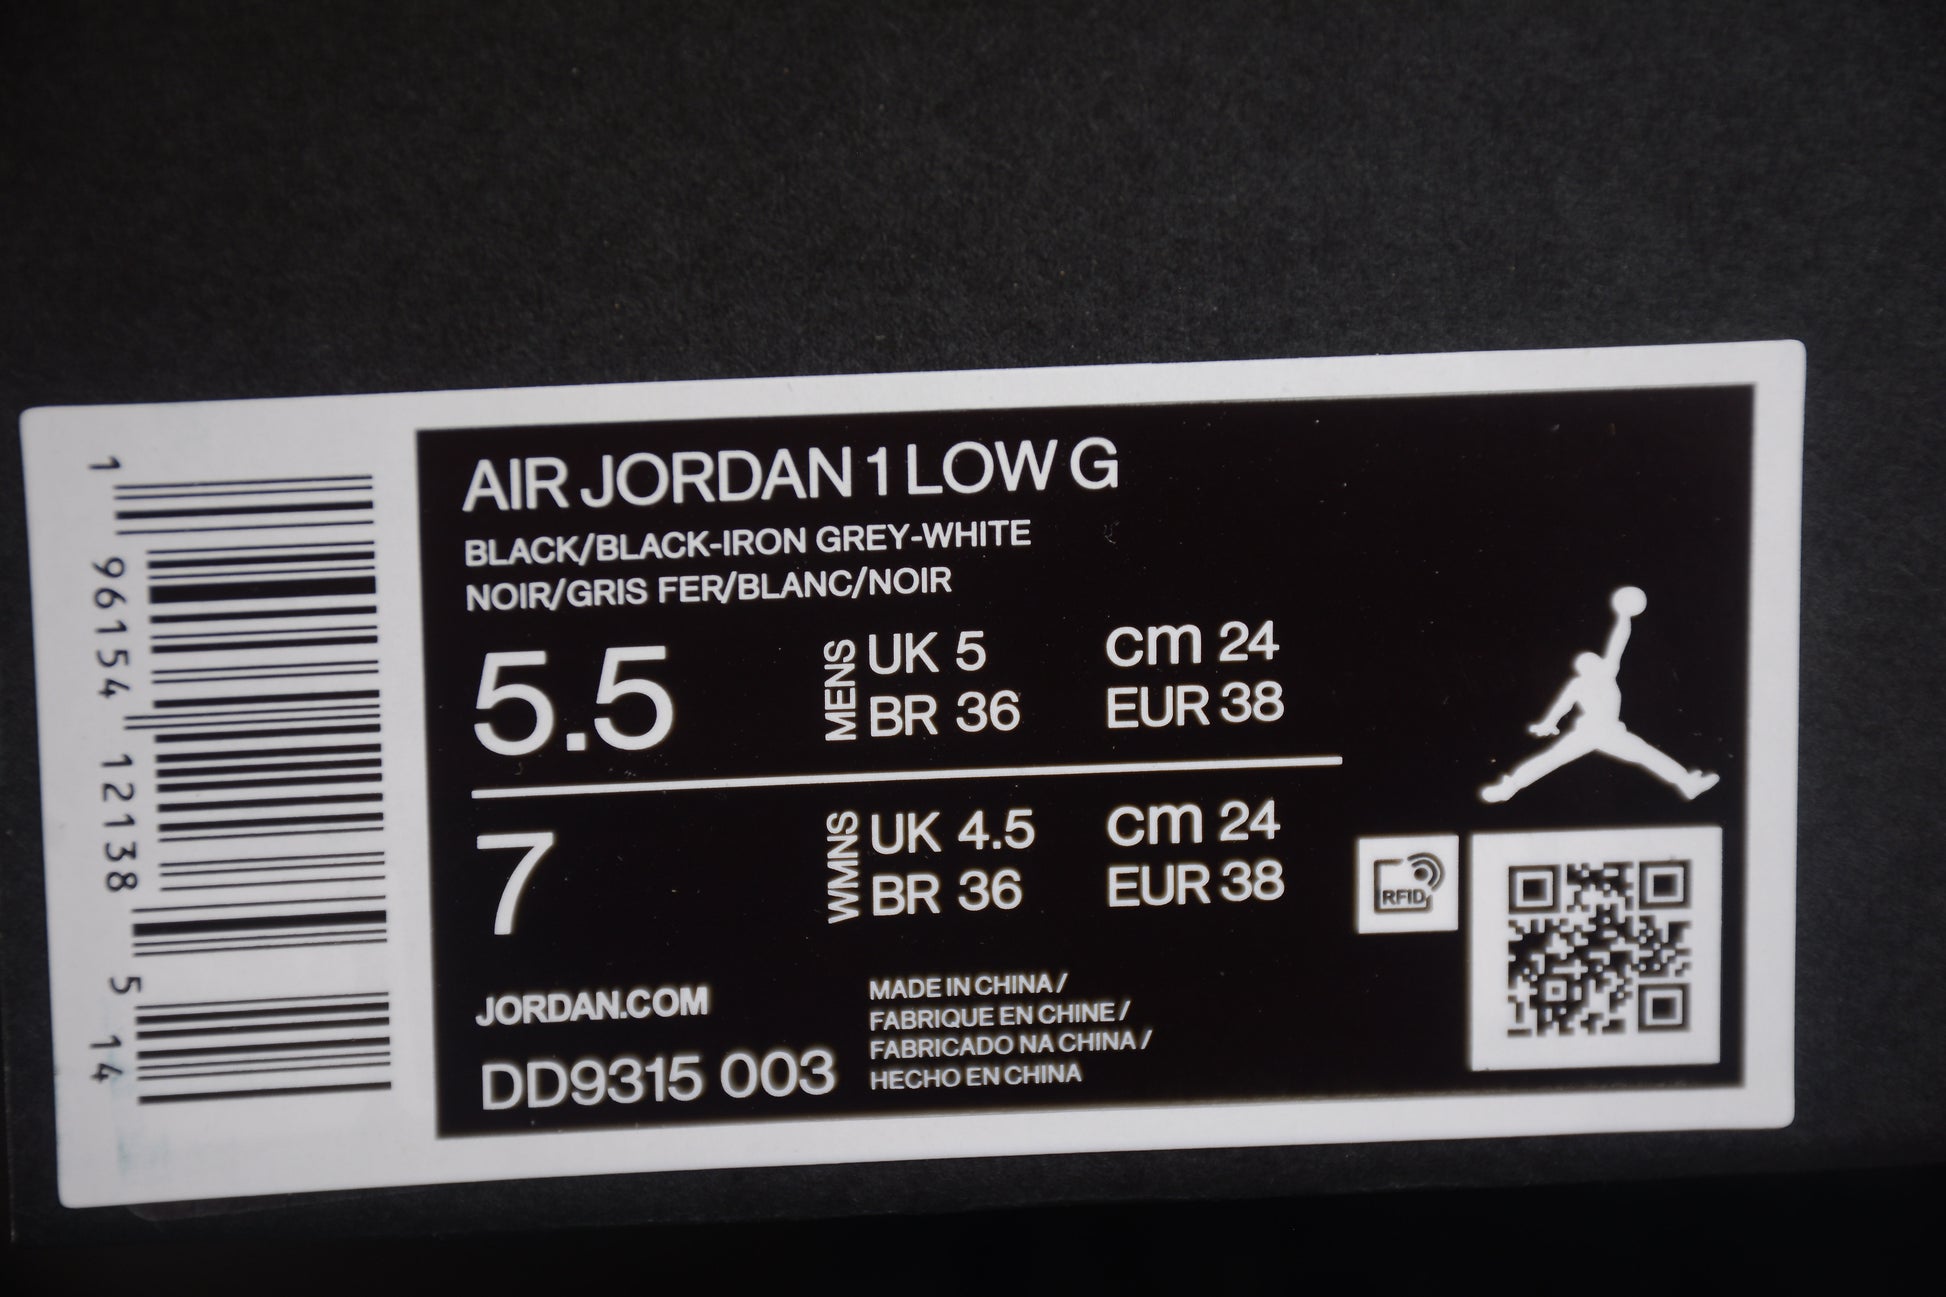 AIR JORDAN 1 LOW G
BLACK/BLACK-IRON GREY-WHITE
NOIR/GRIS FER/BLANC/NOIR
5.5
MENS
UK 5
BR 36
cm 24
EUR 38
7
WMNS
UK 4.5
BR 36
cm 24
EUR 38
RFID
JORDAN.COM
DD9315 003
MADE IN CHINA /
FABRIQUE EN CHINE /
FABRICADO NA CHINA /
HECHO EN CHINA
1 96154 12138 5 14